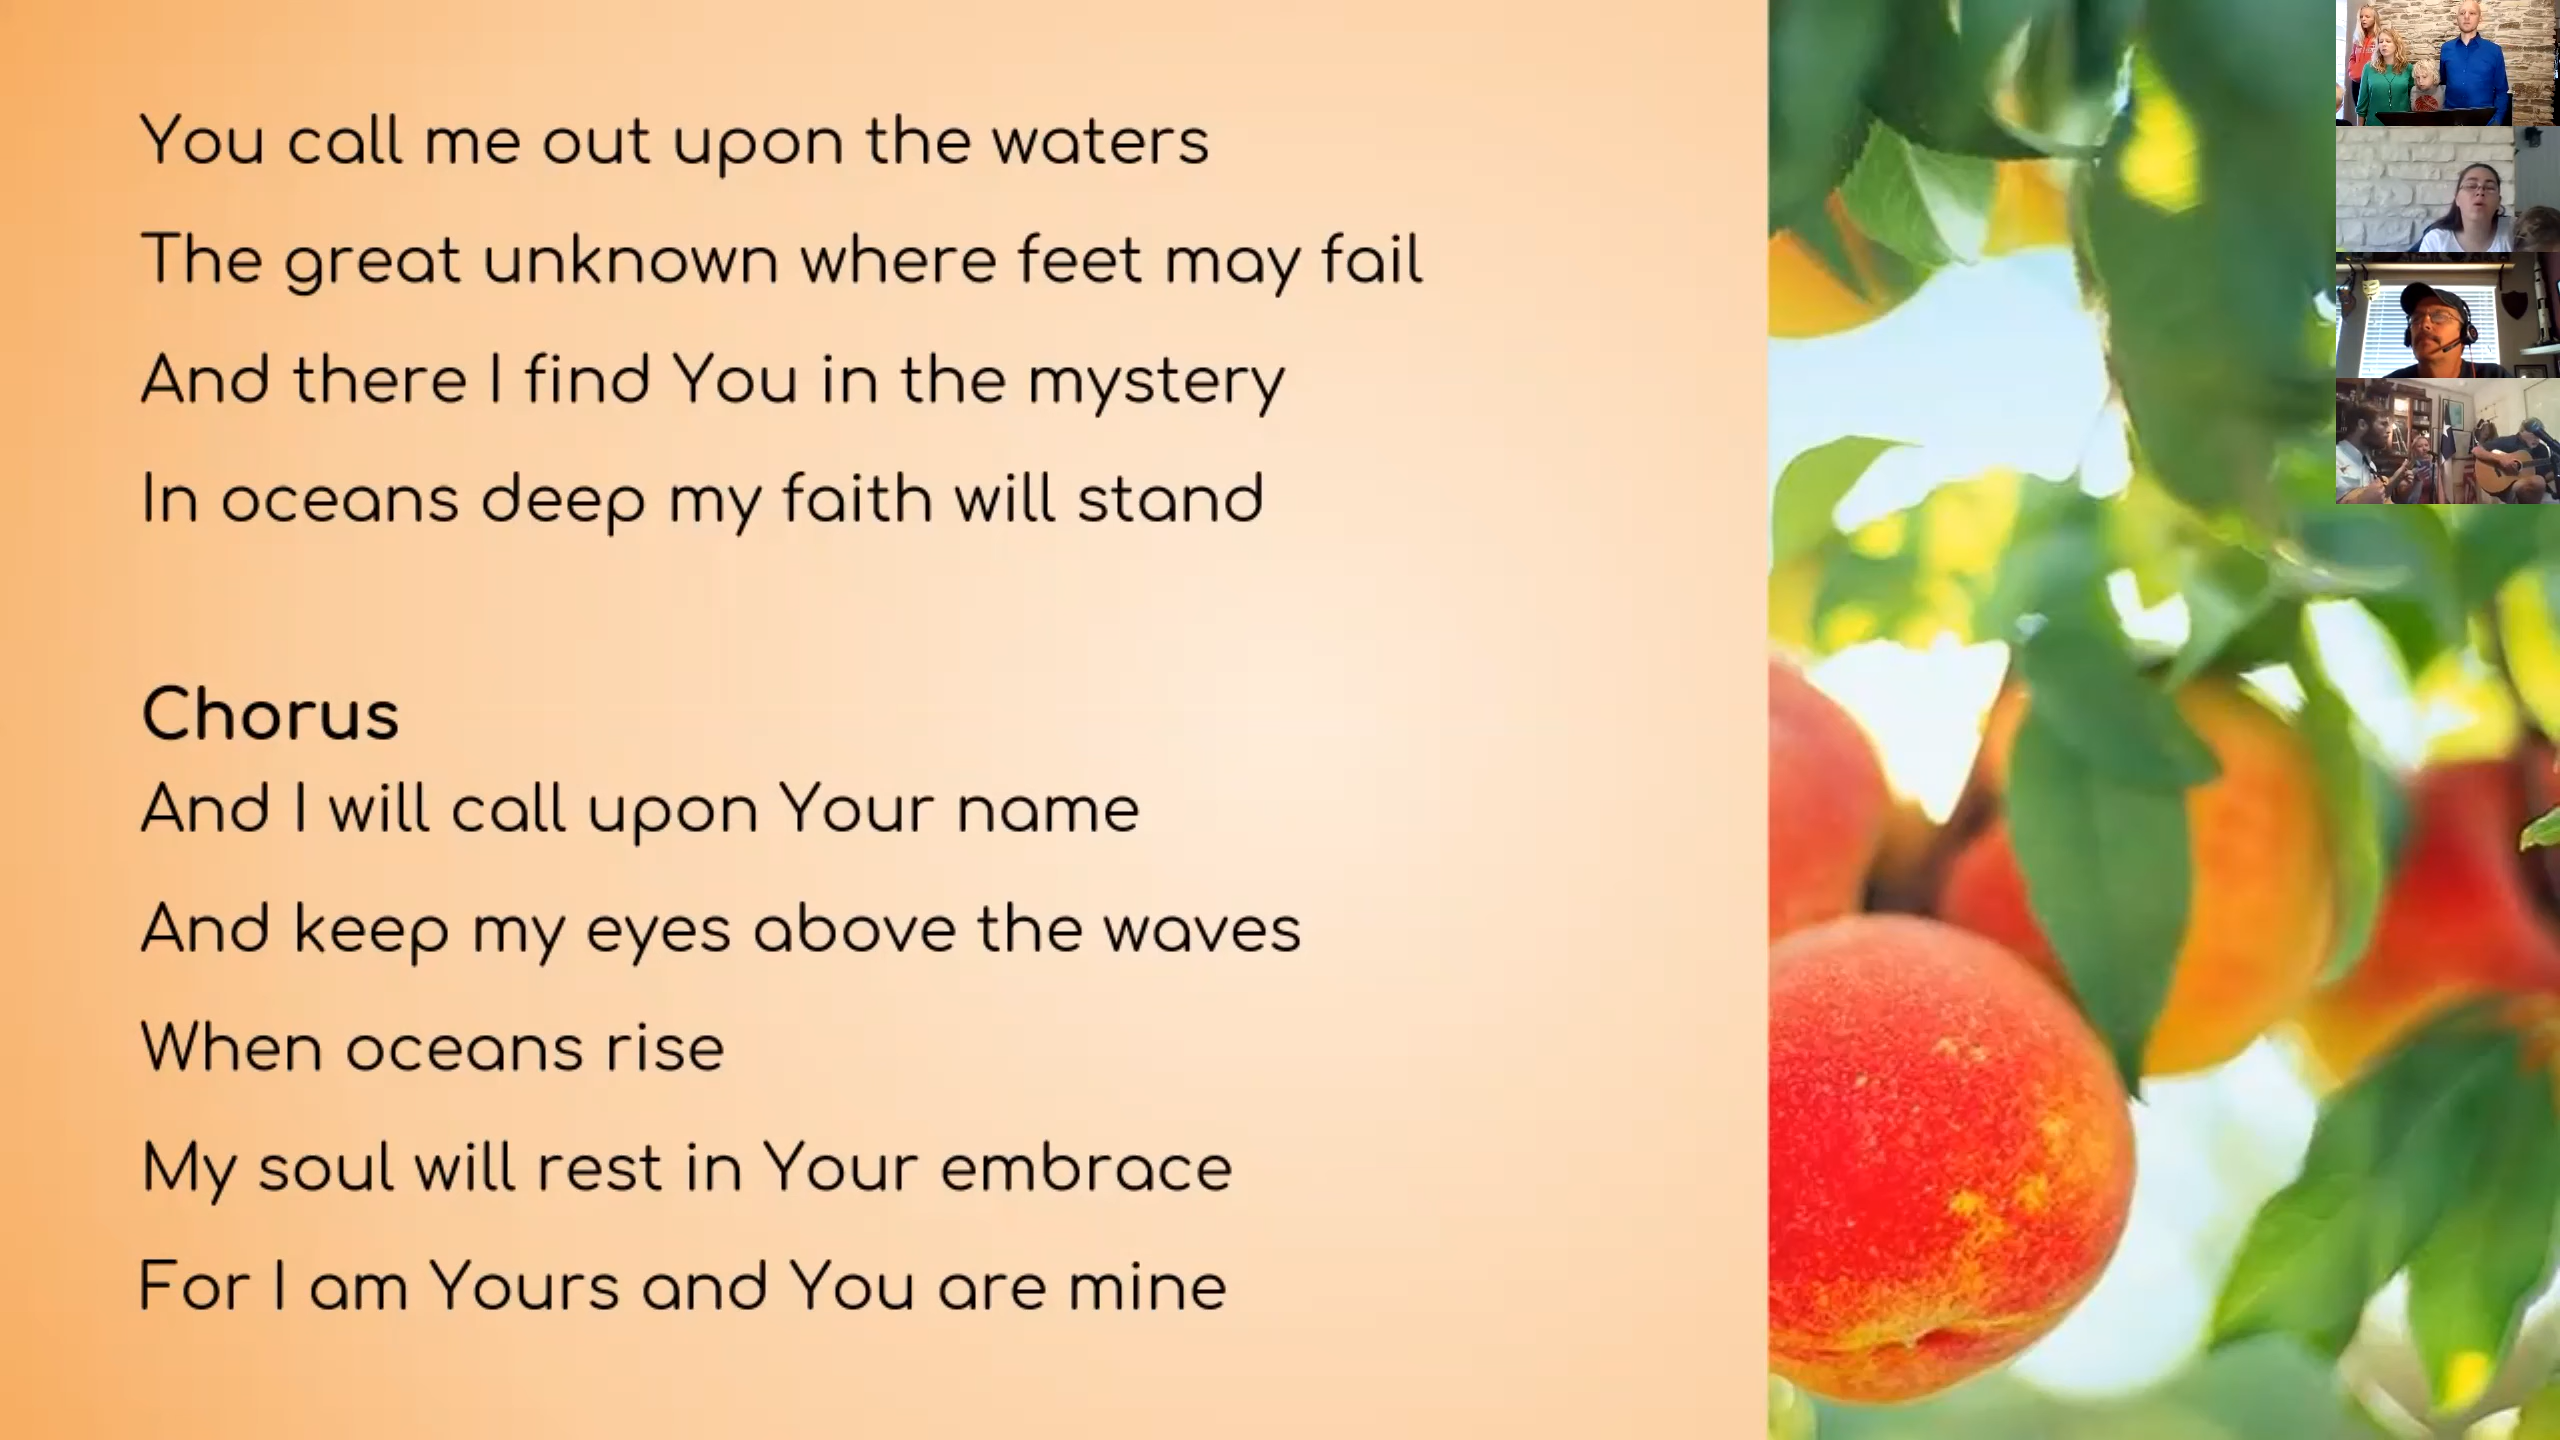 You call me out upon the waters
The great unknown where feet may fail
And there I find You in the mystery
In oceans deep my faith will stand
Chorus
And I will call upon Your name
And keep my eyes above the waves
When oceans rise
My soul will rest in Your embrace
For I am Yours and You are mine